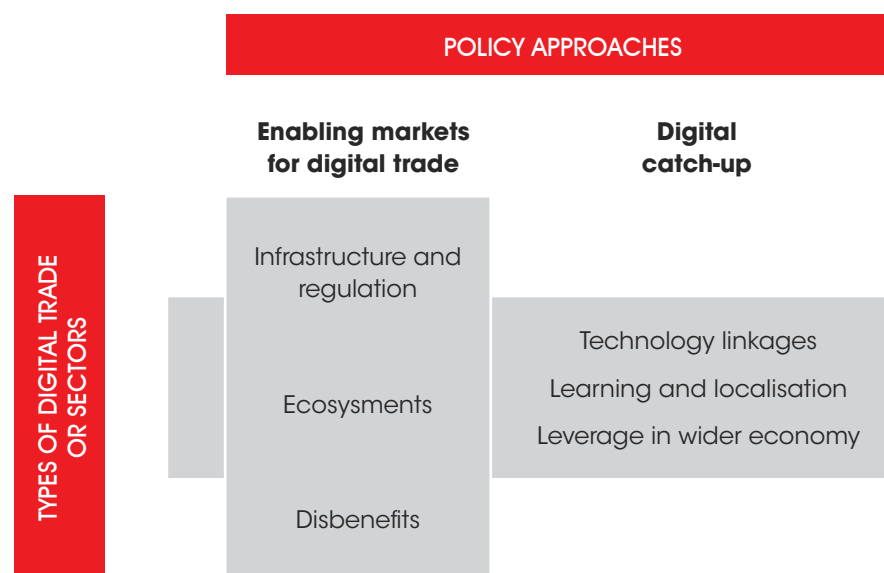 POLICY APPROACHES
Enabling markets
for digital trade
Digital
catch-up
TYPES OF DIGITAL TRADE
OR SECTORS
Infrastructure and
regulation
Ecosysments
Disbenefits
Technology linkages
Learning and localisation
Leverage in wider economy